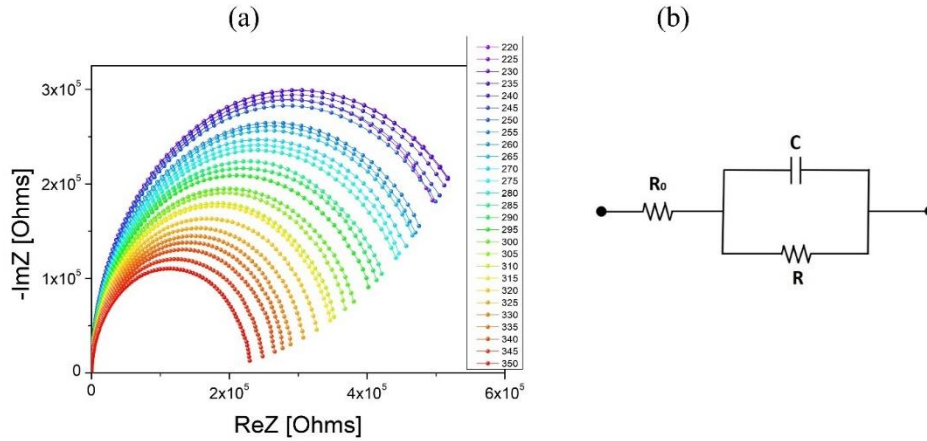 (a)
(b)
3x10⁵
2x10⁵
1x10⁵
0
-ImZ [Ohms]
0
2x10⁵
4x10⁵
6x10⁵
ReZ [Ohms]
220
225
230
235
240
245
250
255
260
265
270
275
280
285
290
295
300
305
310
315
320
325
330
335
340
345
350
C
R₀
R